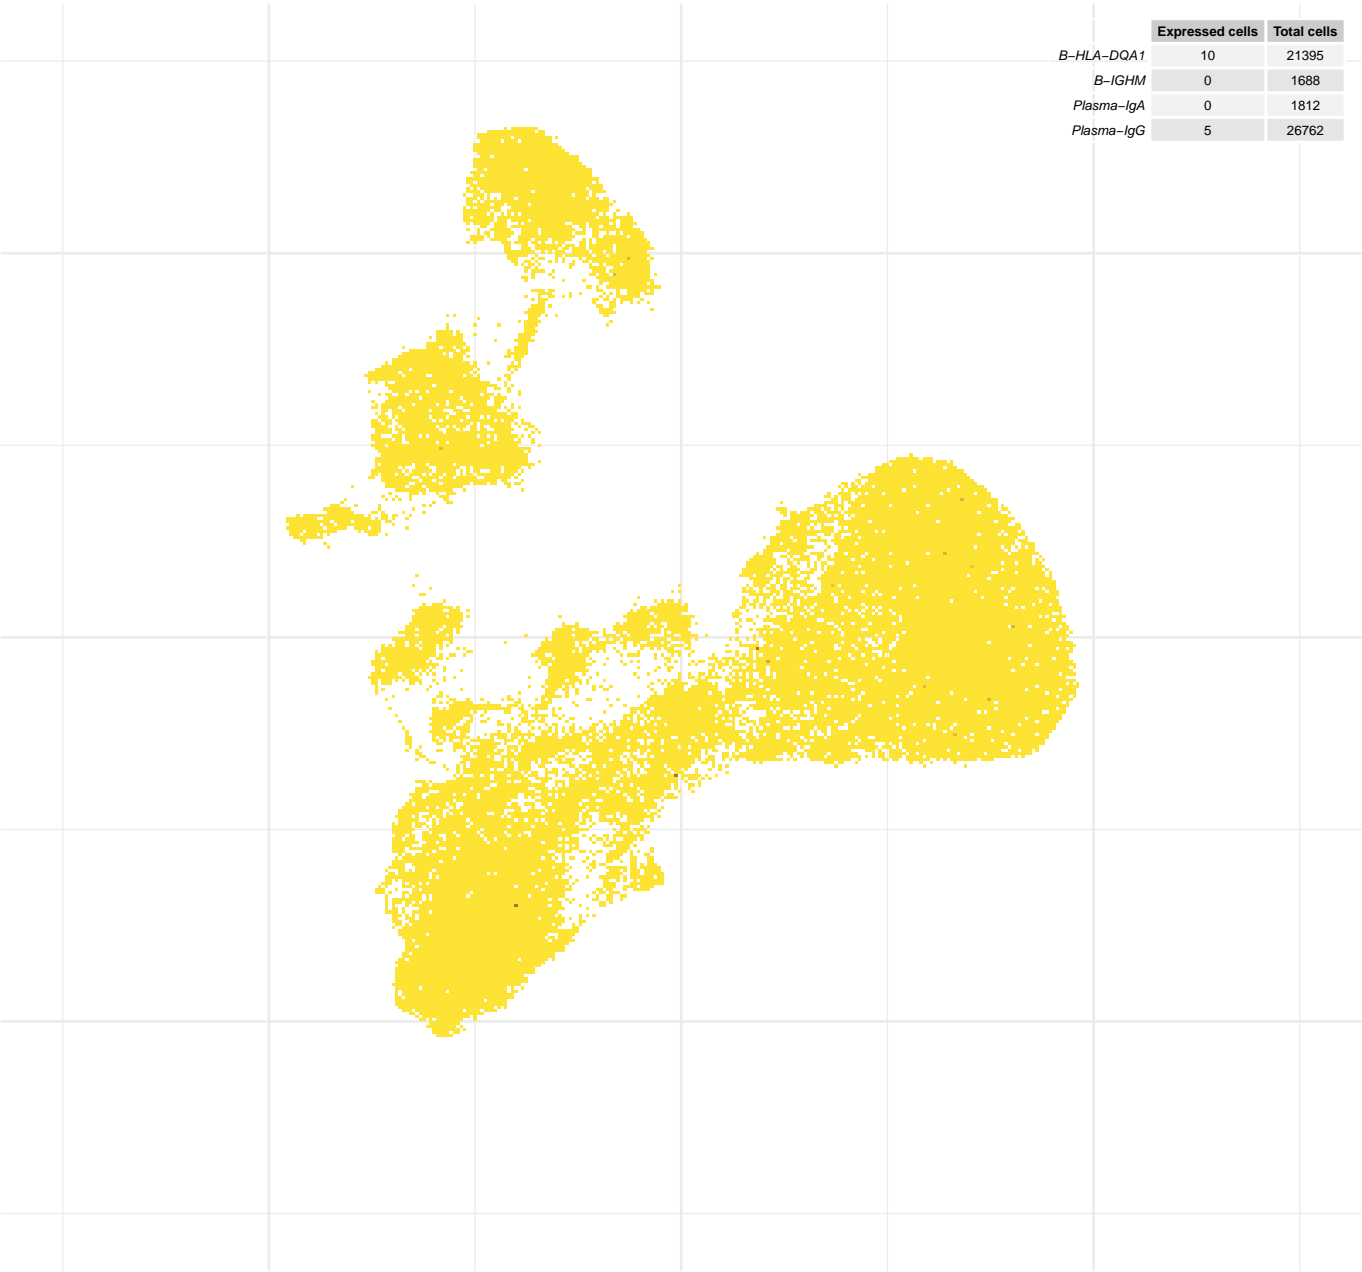 Expressed cells Total cells
B−HLA−DQA1 10 21395
B−IGHM 0 1688
Plasma−IgA 0 1812
Plasma−IgG 5 26762